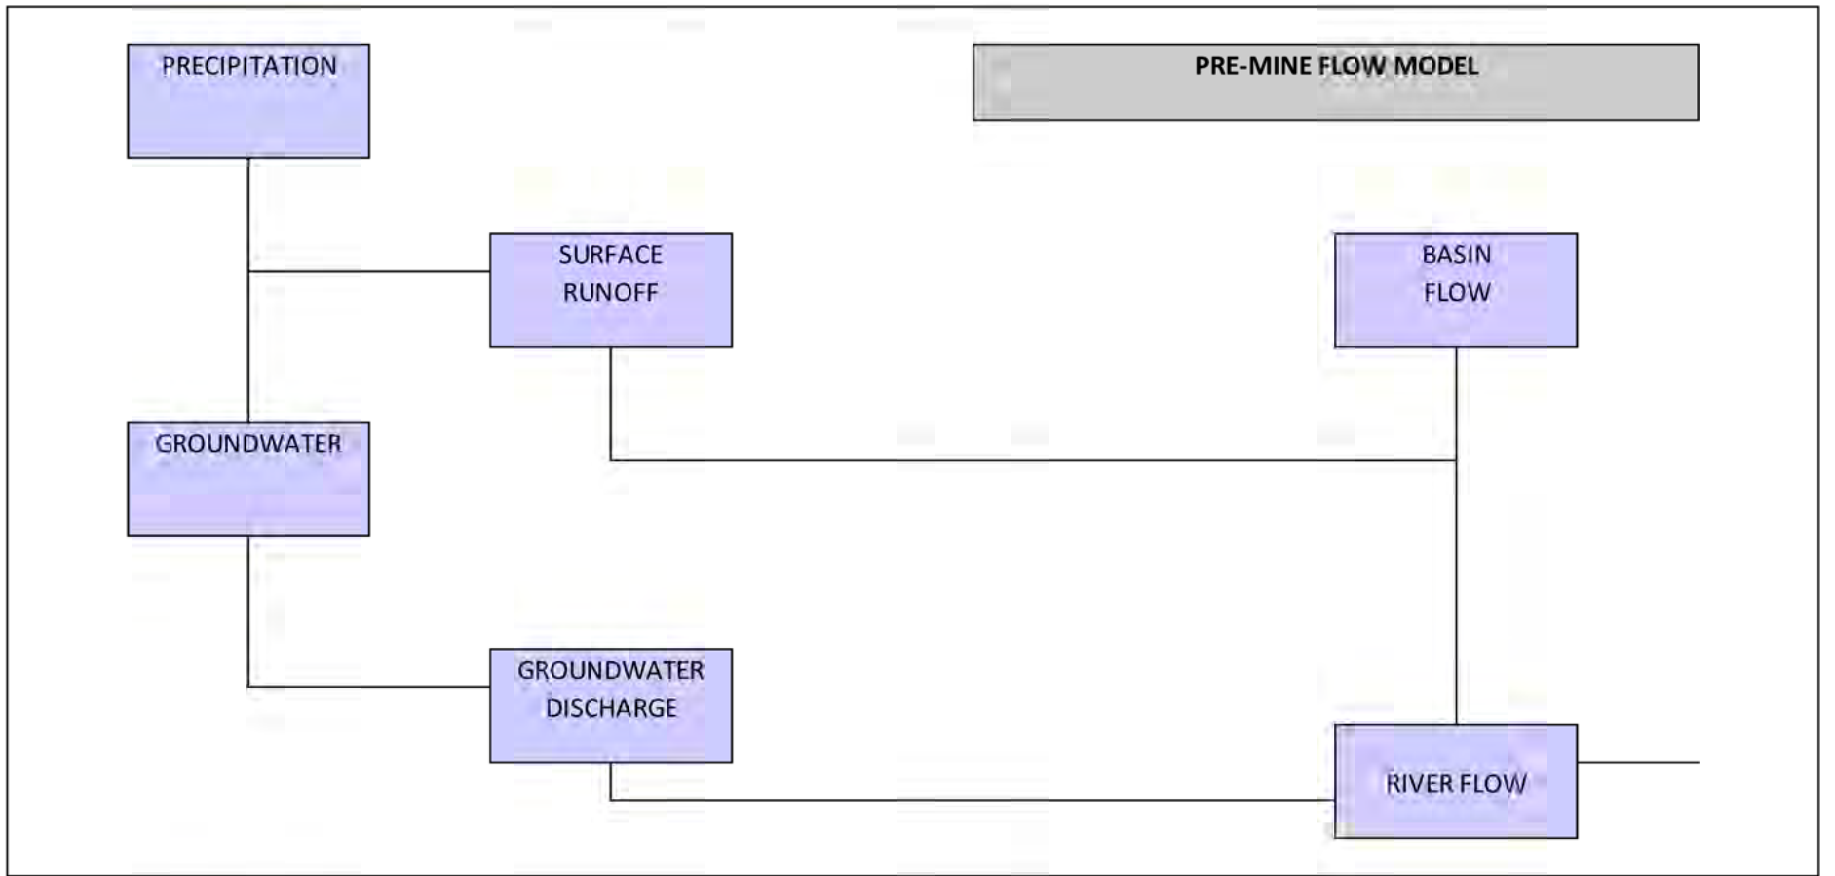 PRECIPITATION
PRE-MINE FLOW MODEL
SURFACE
RUNOFF
BASIN
FLOW
GROUNDWATER
GROUNDWATER
DISCHARGE
RIVER FLOW